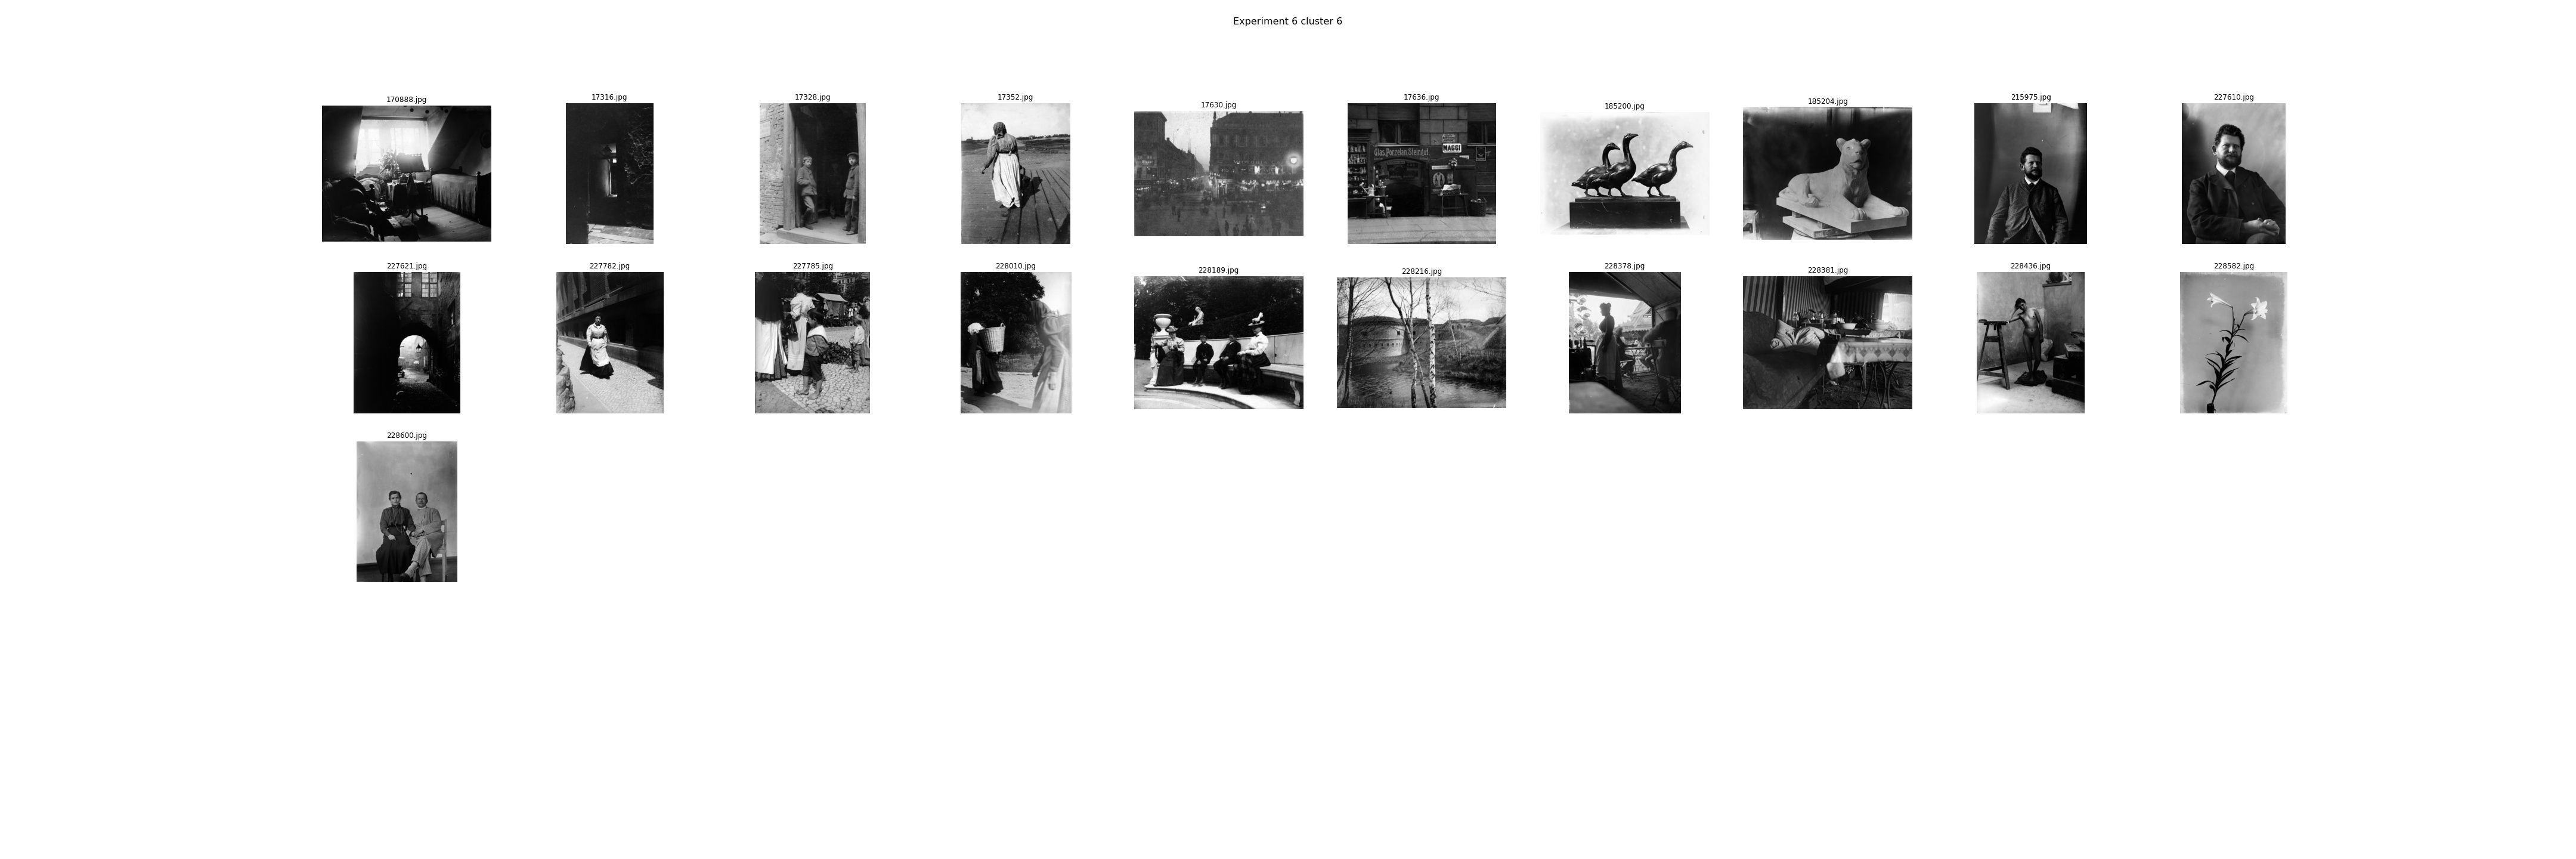 Experiment 6 cluster 6
170888.jpg
17316.jpg
17328.jpg
17352.jpg
17630.jpg
17636.jpg
185200.jpg
185204.jpg
215975.jpg
227610.jpg
Glas Porzelan Steingut
MAGGI
227621.jpg
227782.jpg
227785.jpg
228010.jpg
228189.jpg
228216.jpg
228378.jpg
228381.jpg
228436.jpg
228582.jpg
228600.jpg